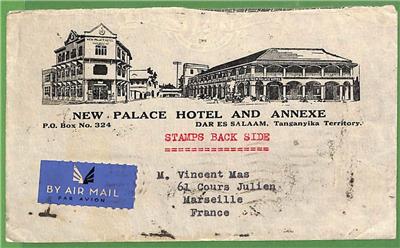 NEW PALACE HOTEL AND ANNEXE
P.O. Box No. 324
DAR ES SALAAM, Tanganyika Territory.
STAMPS BACK SIDE
================
BY AIR MAIL
PAR AVION
M. Vincent Mas
61 Cours Julien
Marseille
France